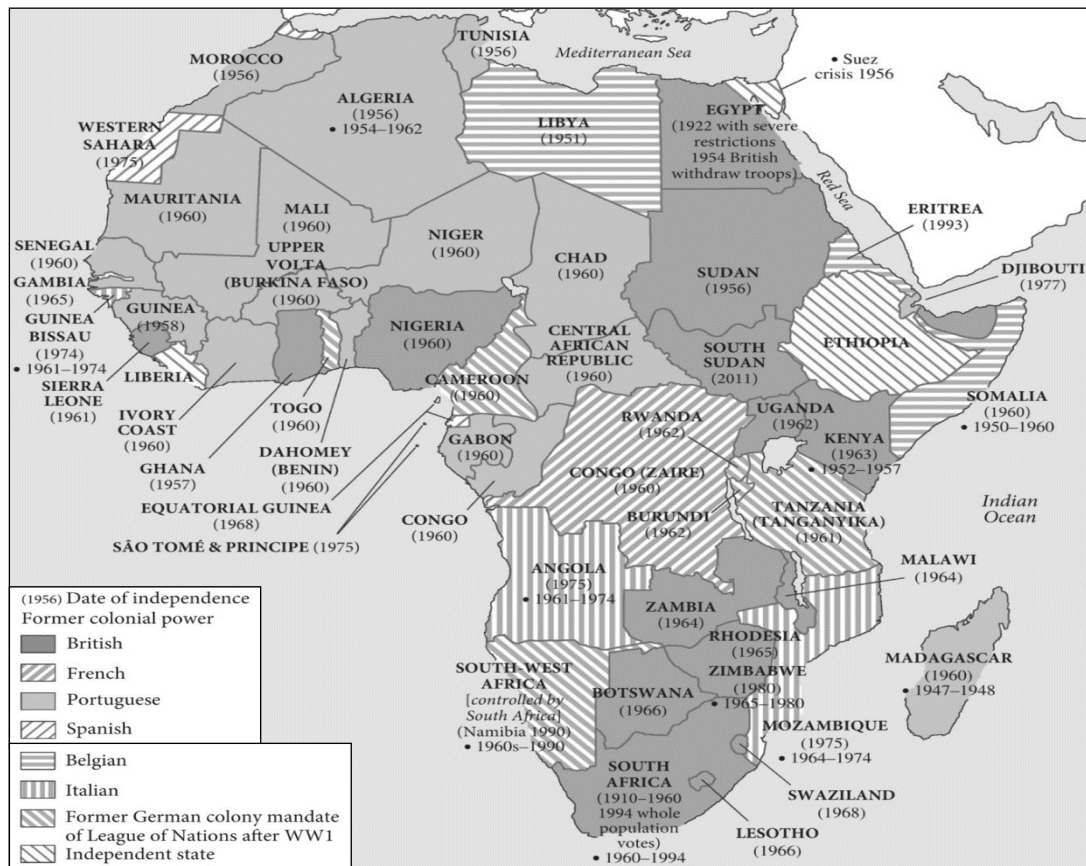 TUNISIA
(1956)
Mediterranean Sea
• Suez
crisis 1956
MOROCCO
(1956)
ALGERIA
(1956)
• 1954–1962
LIBYA
(1951)
EGYPT
(1922 with severe
restrictions
1954 British
withdraw troops)
WESTERN
SAHARA
(1975)
Red Sea
MAURITANIA
(1960)
MALI
(1960)
NIGER
(1960)
CHAD
(1960)
SUDAN
(1956)
ERITREA
(1993)
DJIBOUTI
(1977)
SENEGAL
(1960)
GAMBIA
(1965)
GUINEA
BISSAU
(1974)
• 1961–1974
GUINEA
(1958)
UPPER
VOLTA
(BURKINA FASO)
(1960)
NIGERIA
(1960)
CENTRAL
AFRICAN
REPUBLIC
(1960)
SOUTH
SUDAN
(2011)
ETHIOPIA
SIERRA
LEONE
(1961)
LIBERIA
IVORY
COAST
(1960)
GHANA
(1957)
TOGO
(1960)
DAHOMEY
(BENIN)
(1960)
CAMEROON
(1960)
EQUATORIAL GUINEA
(1968)
SÂO TOMÉ & PRINCIPE (1975)
GABON
(1960)
CONGO
(1960)
RWANDA
(1962)
CONGO (ZAIRE)
(1960)
BURUNDI
(1962)
UGANDA
(1962)
KENYA
(1963)
• 1952–1957
SOMALIA
(1960)
• 1950–1960
TANZANIA
(TANGANYIKA)
(1961)
Indian
Ocean
ANGOLA
(1975)
• 1961–1974
ZAMBIA
(1964)
MALAWI
(1964)
RHODESIA
(1965)
ZIMBABWE
(1980)
• 1965–1980
MADAGASCAR
(1960)
• 1947–1948
SOUTH-WEST
AFRICA
[controlled by
South Africa]
(Namibia 1990)
• 1960s–1990
BOTSWANA
(1966)
MOZAMBIQUE
(1975)
• 1964–1974
SOUTH
AFRICA
(1910–1960
1994 whole
population
votes)
• 1960–1994
SWAZILAND
(1968)
LESOTHO
(1966)
(1956) Date of independence
Former colonial power
British
French
Portuguese
Spanish
Belgian
Italian
Former German colony mandate
of League of Nations after WW1
Independent state